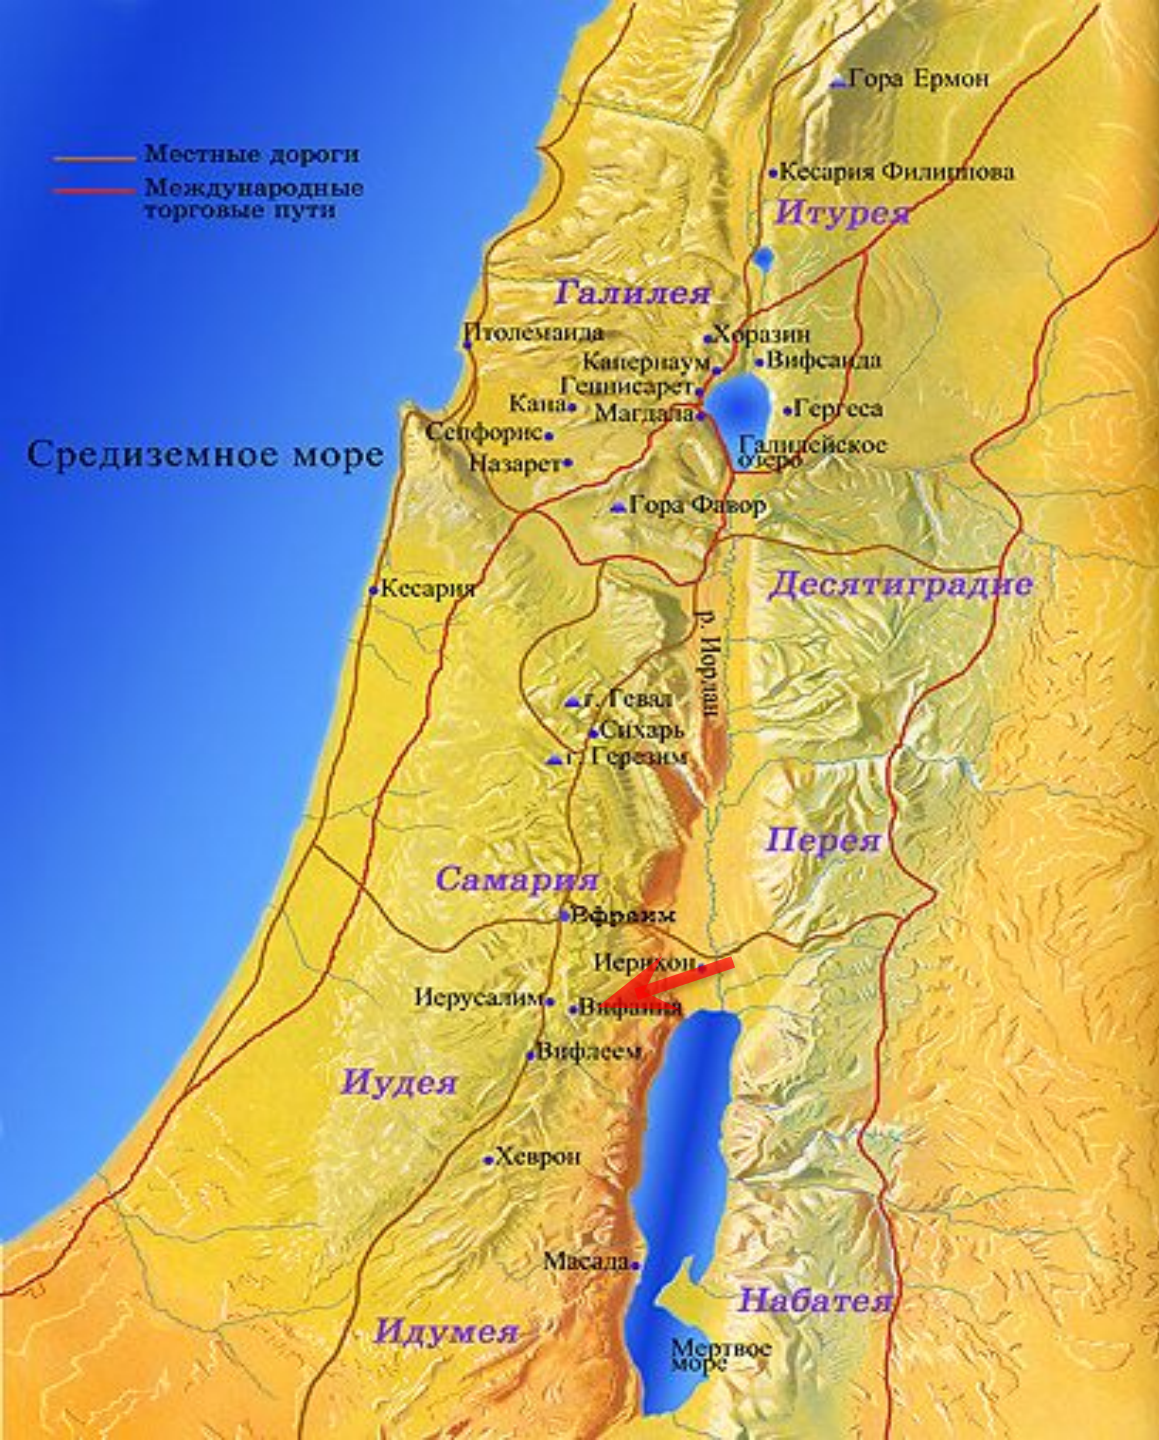 Гора Ермон
Местные дороги
Международные
торговые пути
Кесария Филиппова
Итурея
Галилея
Птолемаида
Хоразин
Капернаум
Вифсаида
Геннисарет
Кана
Магдала
Гергеса
Сепфорис
Галилейское
озеро
Средиземное море
Назарет
Гора Фавор
Кесария
Десятиградие
р. Иордан
г. Гевал
Сихарь
г. Геризим
Перея
Самария
Ефроим
Иерихон
Иерусалим
Вифания
Вифлеем
Иудея
Хеврон
Масада
Набатея
Идумея
Мертвое
море